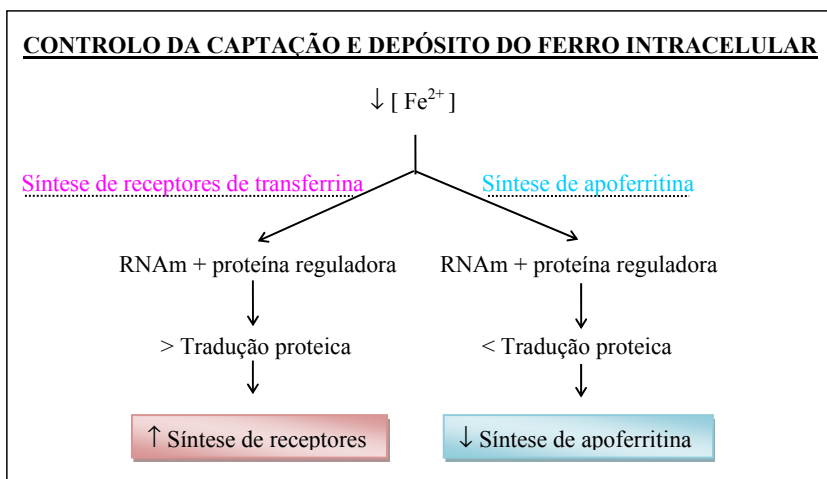 CONTROLO DA CAPTAÇÃO E DEPÓSITO DO FERRO INTRACELULAR
↓ [ Fe²⁺ ]
Síntese de receptores de transferrina
Síntese de apoferritina
RNAm + proteína reguladora
RNAm + proteína reguladora
> Tradução proteica
< Tradução proteica
↑ Síntese de receptores
↓ Síntese de apoferritina